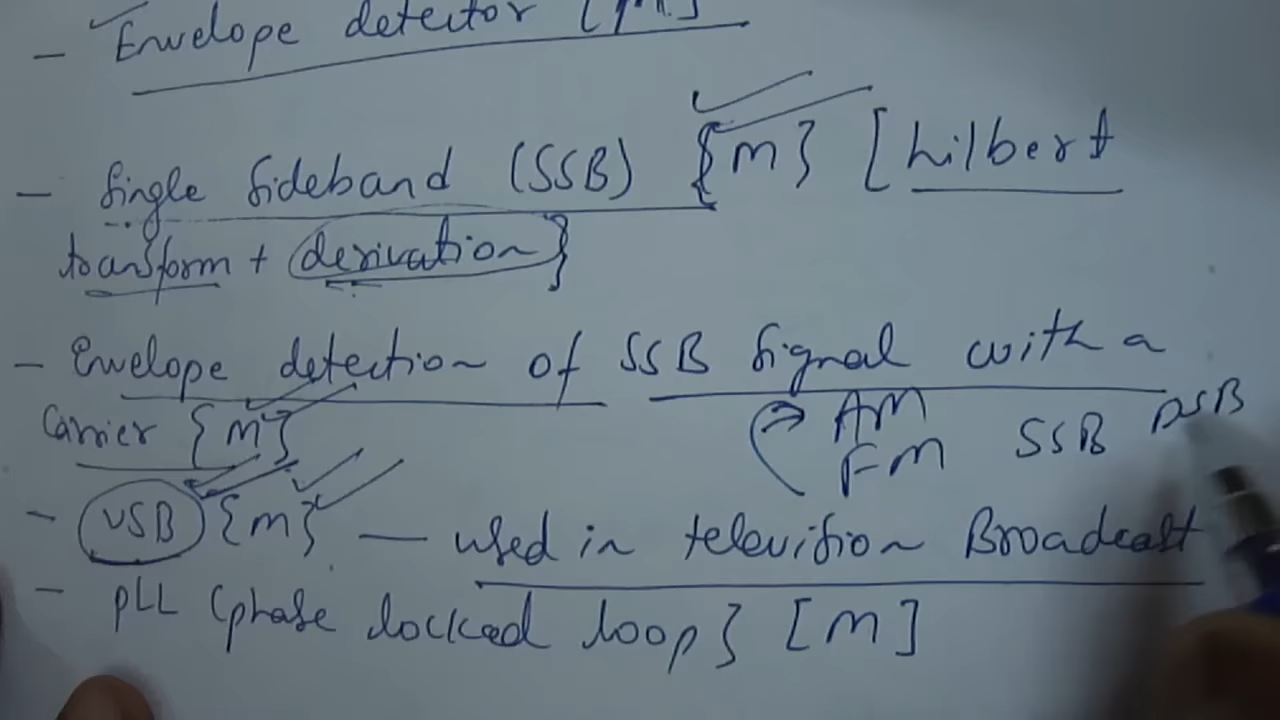 - Envelope detector [m]
- Single Sideband (SSB) {m} [hilbert
transform + derivation}
- Envelope detection of SSB Signal with a
Carrier {m}
AM
FM SSB DSB
- VSB {m} — used in television Broadcast
- PLL (phase locked loop} [m]